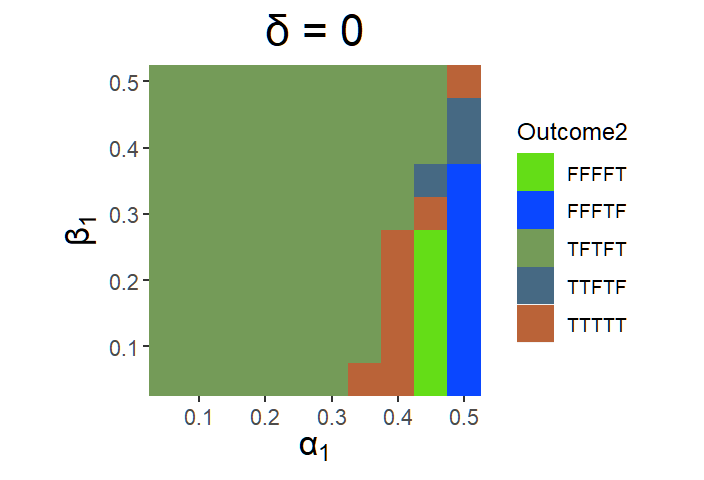 δ = 0
0.5
0.4
0.3
0.2
0.1
β₁
0.1 0.2 0.3 0.4 0.5
α₁
Outcome2
FFFFT
FFFTF
TFTFT
TTFTF
TTTTT